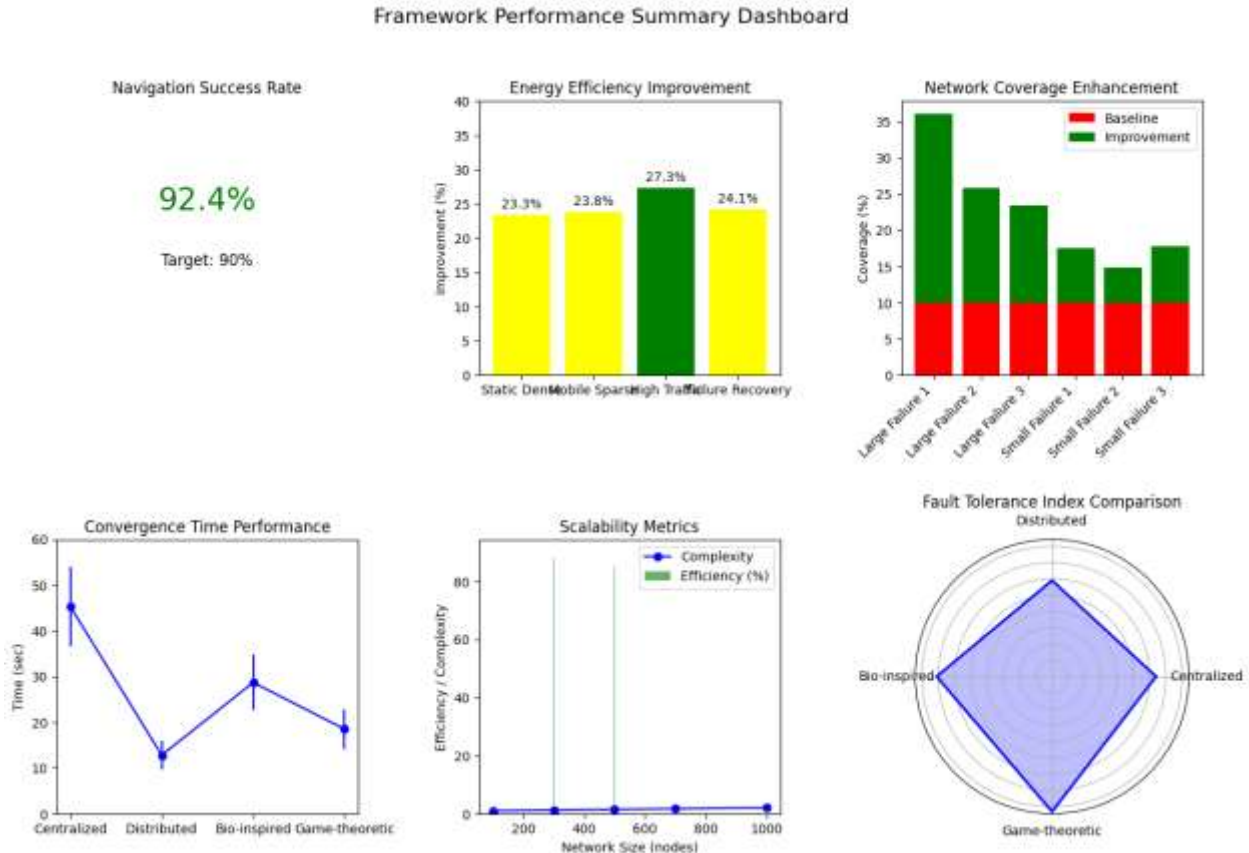 Framework Performance Summary Dashboard
Navigation Success Rate
92.4%
Target: 90%
Energy Efficiency Improvement
Improvement (%)
40
35
30
25
20
15
10
5
0
23.3%
23.8%
27.3%
24.1%
Static Dense
Mobile Sparse
High Traffic
Failure Recovery
Network Coverage Enhancement
Baseline
Improvement
Coverage (%)
35
30
25
20
15
10
5
0
Large Failure 1
Large Failure 2
Large Failure 3
Small Failure 1
Small Failure 2
Small Failure 3
Convergence Time Performance
Time (sec)
60
50
40
30
20
10
0
Centralized
Distributed
Bio-inspired
Game-theoretic
Scalability Metrics
Complexity
Efficiency (%)
Efficiency / Complexity
80
60
40
20
0
200
400
600
800
1000
Network Size (nodes)
Fault Tolerance Index Comparison
Distributed
Bio-inspired
Centralized
Game-theoretic